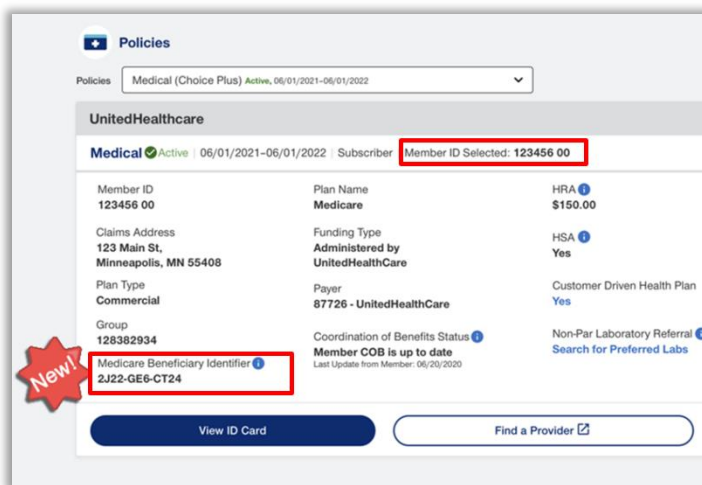 Policies
Policies Medical (Choice Plus) Active, 06/01/2021-06/01/2022
UnitedHealthcare
Medical Active 06/01/2021-06/01/2022 Subscriber Member ID Selected: 123456 00
Member ID
123456 00
Claims Address
123 Main St,
Minneapolis, MN 55408
Plan Type
Commercial
Group
128382934
New!
Medicare Beneficiary Identifier
2J22-GE6-CT24
Plan Name
Medicare
Funding Type
Administered by
UnitedHealthCare
Payer
87726 - UnitedHealthCare
Coordination of Benefits Status
Member COB is up to date
Last Update from Member: 06/20/2020
HRA
$150.00
HSA
Yes
Customer Driven Health Plan
Yes
Non-Par Laboratory Referral
Search for Preferred Labs
View ID Card
Find a Provider